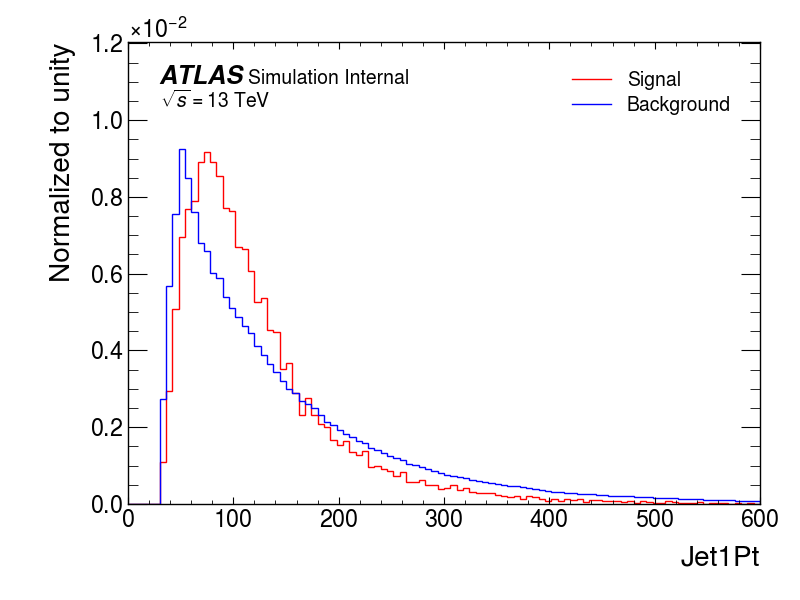 ×10⁻²
Normalized to unity
1.2
1.0
0.8
0.6
0.4
0.2
0.0
ATLAS Simulation Internal
√s = 13 TeV
Signal
Background
0 100 200 300 400 500 600
Jet1Pt